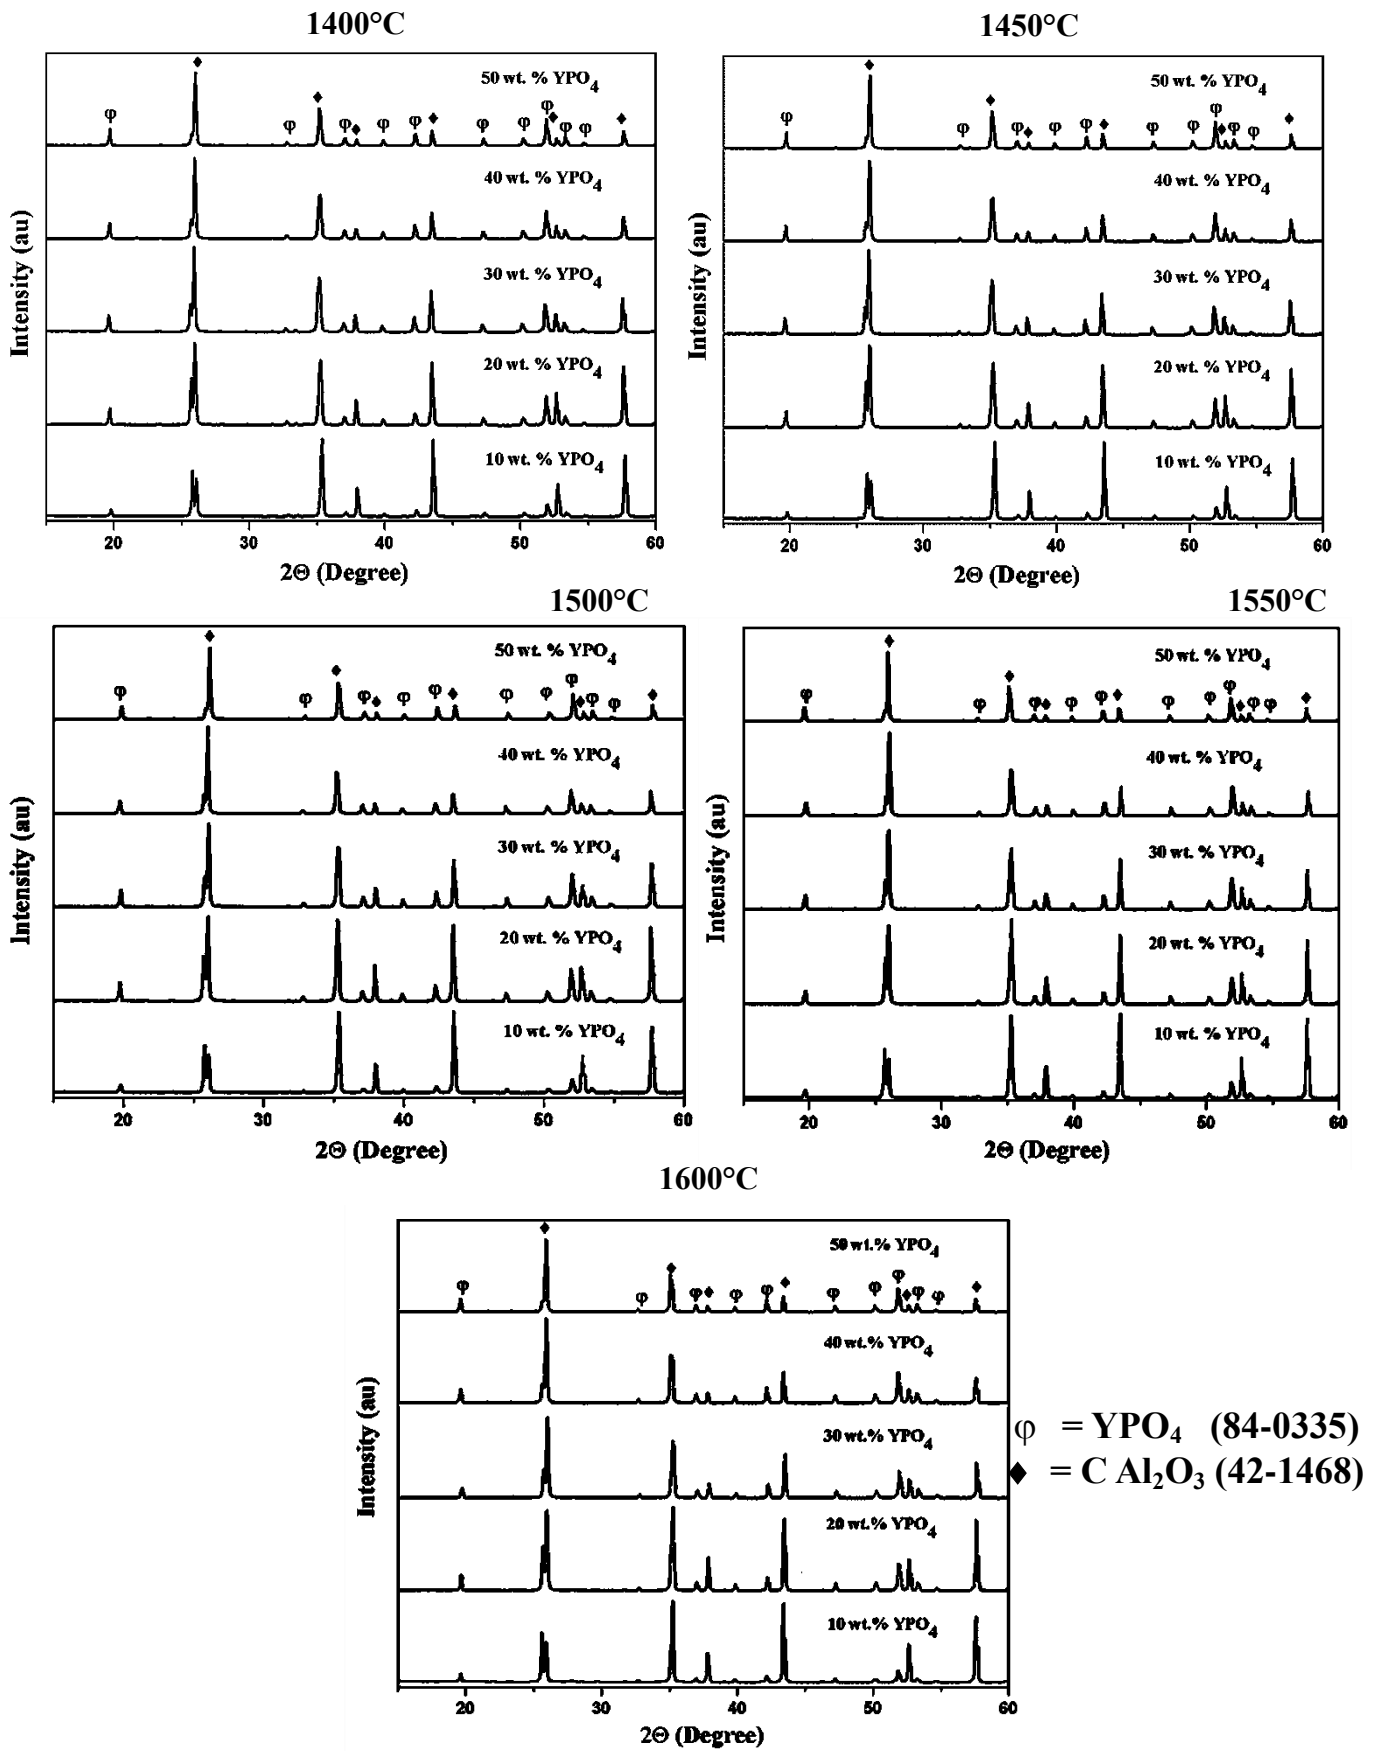 1400°C
50 wt. % YPO4
φ φ φ φ φ φ φ φ φ φ
40 wt. % YPO4
30 wt. % YPO4
20 wt. % YPO4
10 wt. % YPO4
Intensity (au)
20 30 40 50 60
2Θ (Degree)
1450°C
50 wt. % YPO4
φ φ φ φ φ φ φ φ φ φ
40 wt. % YPO4
30 wt. % YPO4
20 wt. % YPO4
10 wt. % YPO4
Intensity (au)
20 30 40 50 60
2Θ (Degree)
1500°C
50 wt. % YPO4
φ φ φ φ φ φ φ φ φ φ
40 wt. % YPO4
30 wt. % YPO4
20 wt. % YPO4
10 wt. % YPO4
Intensity (au)
20 30 40 50 60
2Θ (Degree)
1550°C
50 wt. % YPO4
φ φ φ φ φ φ φ φ φ φ
40 wt. % YPO4
30 wt. % YPO4
20 wt. % YPO4
10 wt. % YPO4
Intensity (au)
20 30 40 50 60
2Θ (Degree)
1600°C
50 wt.% YPO4
φ φ φ φ φ φ φ φ φ φ
40 wt.% YPO4
30 wt.% YPO4
20 wt.% YPO4
10 wt.% YPO4
Intensity (au)
20 30 40 50 60
2Θ (Degree)
φ = YPO₄ (84-0335)
♦ = C Al₂O₃ (42-1468)